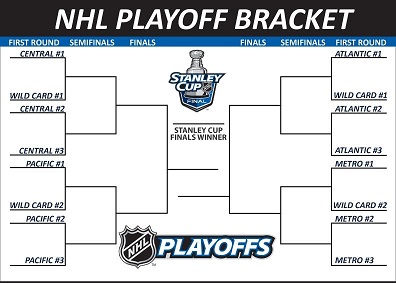 NHL PLAYOFF BRACKET
FIRST ROUND SEMIFINALS FINALS FINALS SEMIFINALS FIRST ROUND
CENTRAL #1 ATLANTIC #1
STANLEY
CUP
FINAL
WILD CARD #1 WILD CARD #1
CENTRAL #2 ATLANTIC #2
STANLEY CUP
FINALS WINNER
CENTRAL #3 ATLANTIC #3
PACIFIC #1 METRO #1
WILD CARD #2 WILD CARD #2
PACIFIC #2 METRO #2
NHL PLAYOFFS
PACIFIC #3 METRO #3